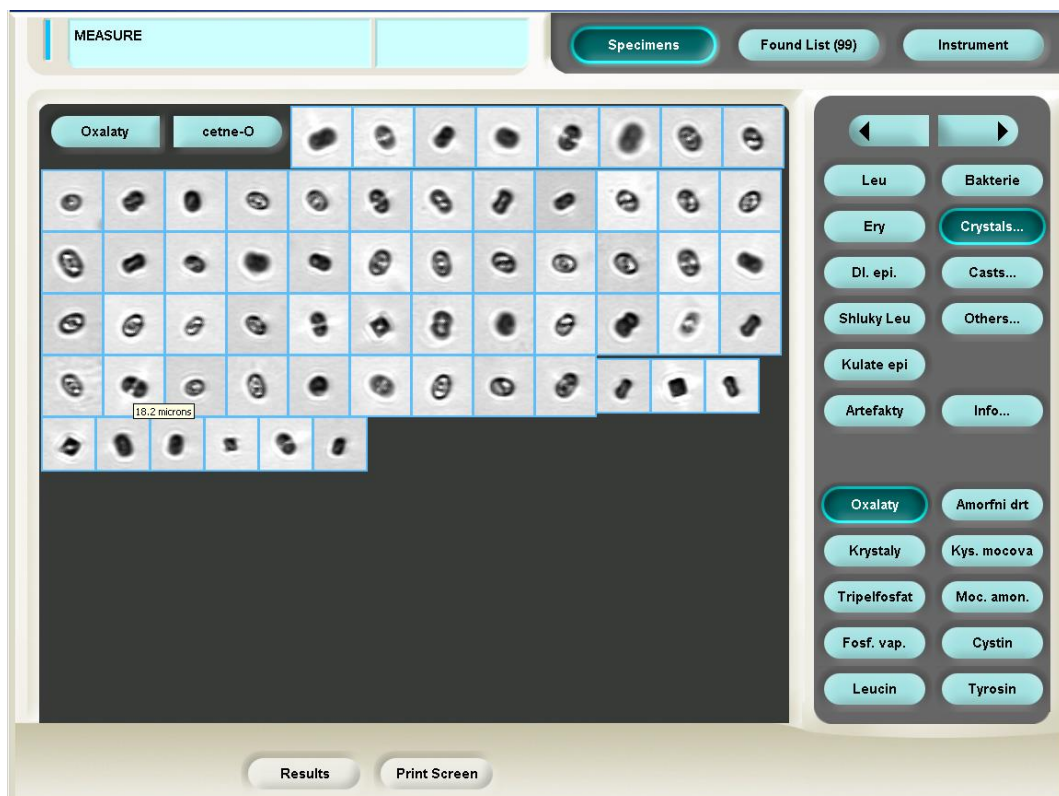 MEASURE
Specimens
Found List (99)
Instrument
Oxalaty
cetne-O
Leu
Bakterie
Ery
Crystals...
Dl. epi.
Casts...
Shluky Leu
Others...
Kulate epi
Artefakty
Info...
18.2 microns
Oxalaty
Amorfni drt
Krystaly
Kys. mocova
Tripelfosfat
Moc. amon.
Fosf. vap.
Cystin
Leucin
Tyrosin
Results
Print Screen